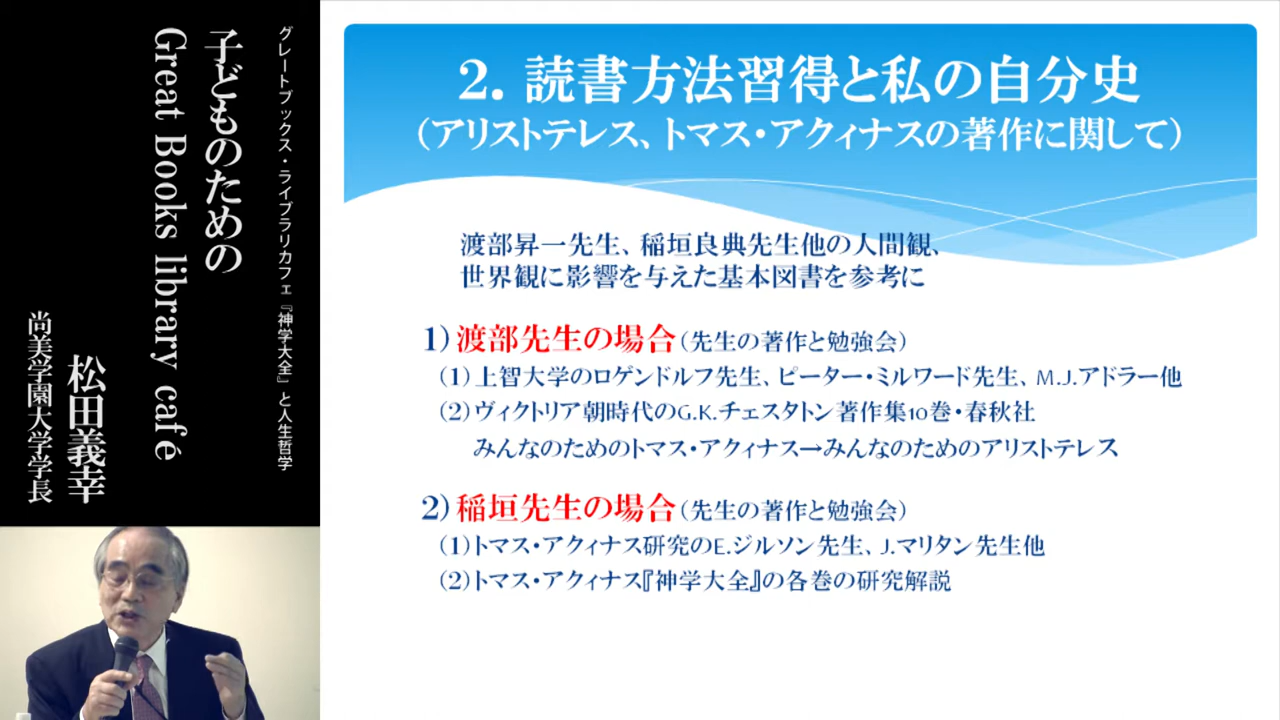 グレートブックス・ライブラリカフェ『神学大全』と人生哲学
子どものための
Great Books library café
松田義幸
尚美学園大学学長
2. 読書方法習得と私の自分史
（アリストテレス、トマス・アクィナスの著作に関して）
渡部昇一先生、稲垣良典先生他の人間観、
世界観に影響を与えた基本図書を参考に
1）渡部先生の場合（先生の著作と勉強会）
（1）上智大学のロゲンドルフ先生、ピーター・ミルワード先生、M.J.アドラー他
（2）ヴィクトリア朝時代のG.K.チェスタトン著作集10巻・春秋社
みんなのためのトマス・アクィナス→みんなのためのアリストテレス
2）稲垣先生の場合（先生の著作と勉強会）
（1）トマス・アクィナス研究のE.ジルソン先生、J.マリタン先生他
（2）トマス・アクィナス『神学大全』の各巻の研究解説